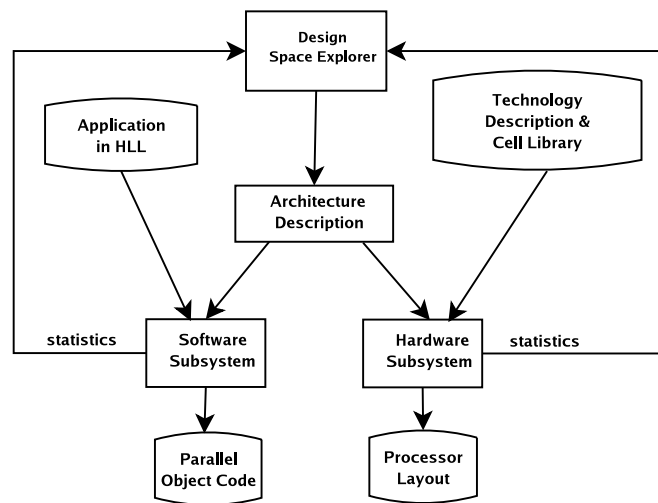 Design
Space Explorer
Application
in HLL
Technology
Description &
Cell Library
Architecture
Description
statistics
Software
Subsystem
Hardware
Subsystem
statistics
Parallel
Object Code
Processor
Layout